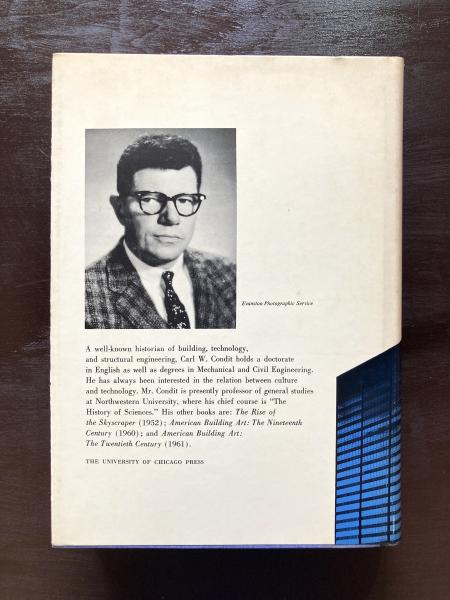 Evanston Photographic Service
A well-known historian of building, technology,
and structural engineering, Carl W. Condit holds a doctorate
in English as well as degrees in Mechanical and Civil Engineering.
He has always been interested in the relation between culture
and technology. Mr. Condit is presently professor of general studies
at Northwestern University, where his chief course is "The
History of Sciences." His other books are: The Rise of
the Skyscraper (1952); American Building Art: The Nineteenth
Century (1960); and American Building Art:
The Twentieth Century (1961).
THE UNIVERSITY OF CHICAGO PRESS